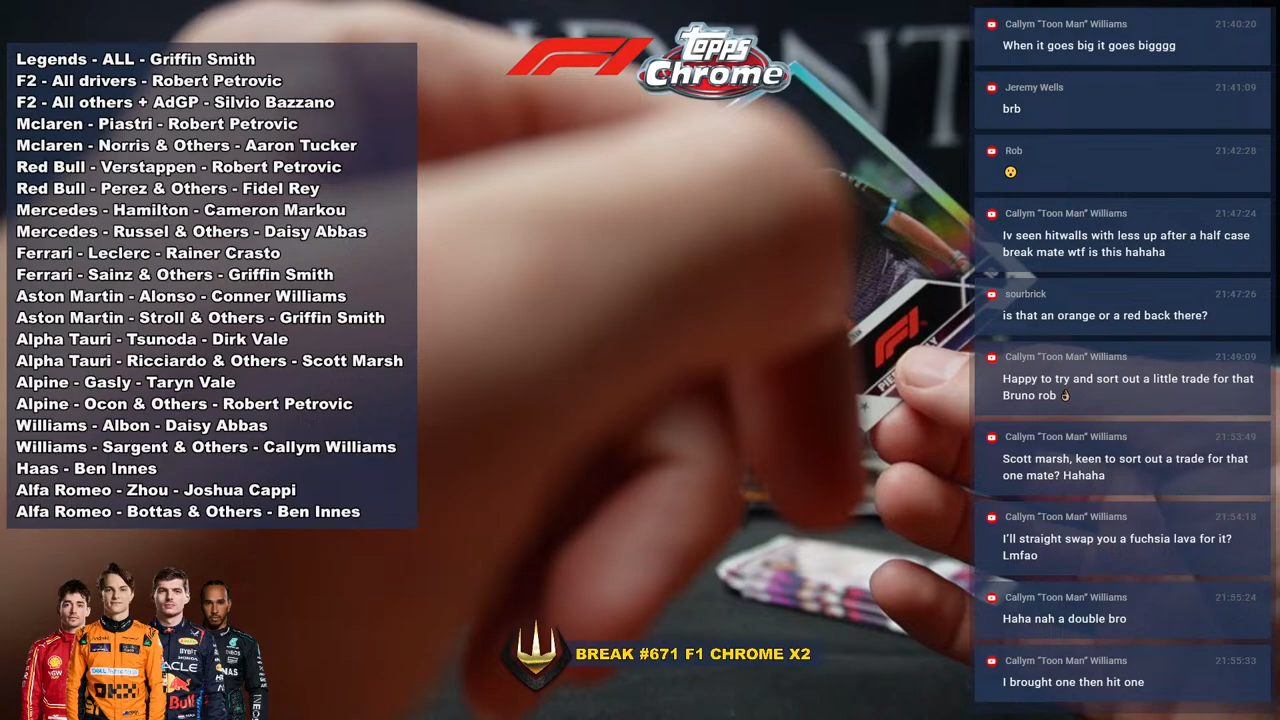 Legends - ALL - Griffin Smith
F2 - All drivers - Robert Petrovic
F2 - All others + AdGP - Silvio Bazzano
Mclaren - Piastri - Robert Petrovic
Mclaren - Norris & Others - Aaron Tucker
Red Bull - Verstappen - Robert Petrovic
Red Bull - Perez & Others - Fidel Rey
Mercedes - Hamilton - Cameron Markou
Mercedes - Russel & Others - Daisy Abbas
Ferrari - Leclerc - Rainer Crasto
Ferrari - Sainz & Others - Griffin Smith
Aston Martin - Alonso - Conner Williams
Aston Martin - Stroll & Others - Griffin Smith
Alpha Tauri - Tsunoda - Dirk Vale
Alpha Tauri - Ricciardo & Others - Scott Marsh
Alpine - Gasly - Taryn Vale
Alpine - Ocon & Others - Robert Petrovic
Williams - Albon - Daisy Abbas
Williams - Sargent & Others - Callym Williams
Haas - Ben Innes
Alfa Romeo - Zhou - Joshua Cappi
Alfa Romeo - Bottas & Others - Ben Innes
F1
Topps
Chrome
F1
BREAK #671 F1 CHROME X2
Callym "Toon Man" Williams 21:40:20
When it goes big it goes bigggg
Jeremy Wells 21:41:09
brb
Rob 21:42:28
😮
Callym "Toon Man" Williams 21:47:24
Iv seen hitwalls with less up after a half case
break mate wtf is this hahaha
sourbrick 21:47:26
is that an orange or a red back there?
Callym "Toon Man" Williams 21:49:09
Happy to try and sort out a little trade for that
Bruno rob 👌
Callym "Toon Man" Williams 21:53:49
Scott marsh, keen to sort out a trade for that
one mate? Hahaha
Callym "Toon Man" Williams 21:54:18
I'll straight swap you a fuchsia lava for it?
Lmfao
Callym "Toon Man" Williams 21:55:24
Haha nah a double bro
Callym "Toon Man" Williams 21:55:33
I brought one then hit one